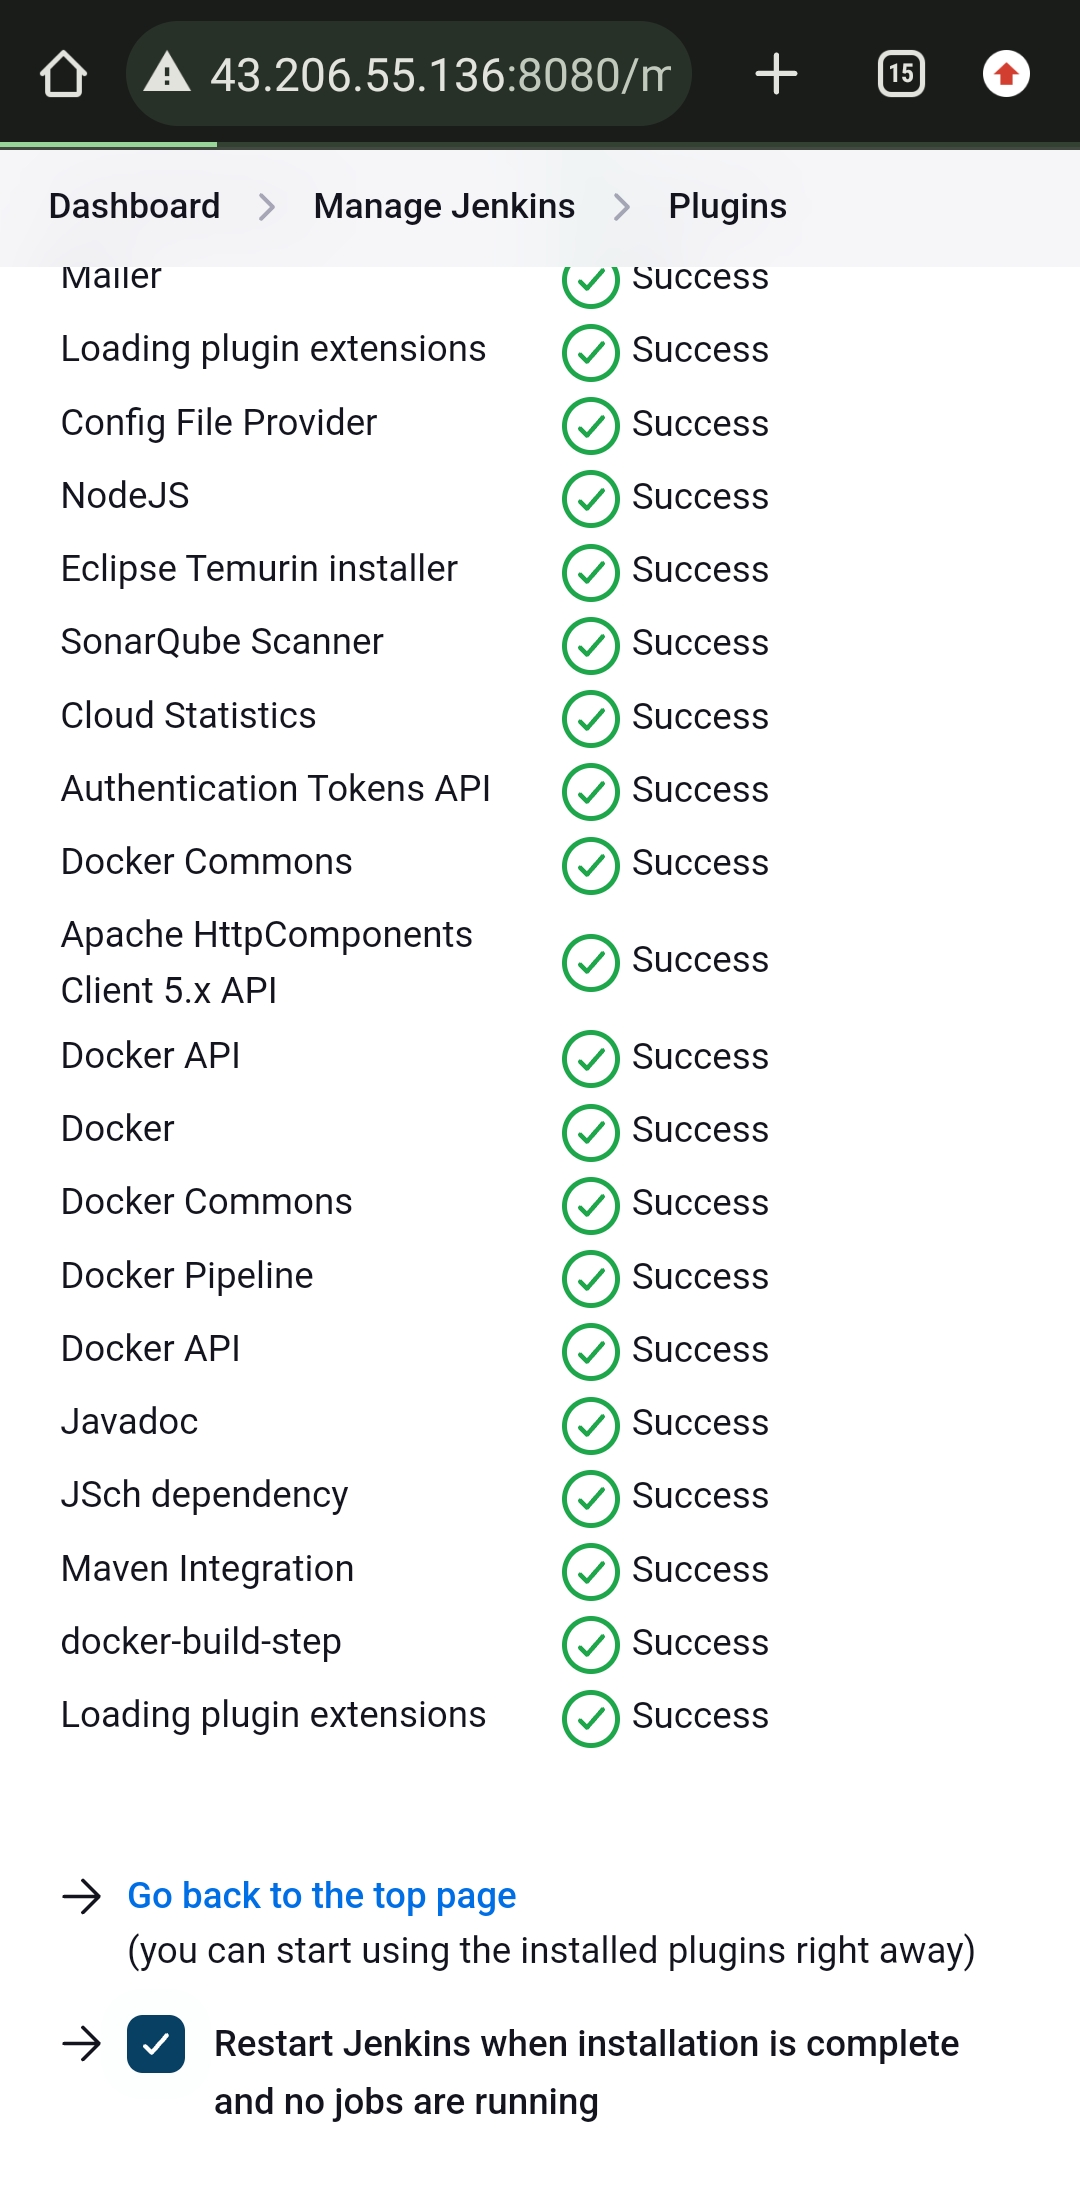 43.206.55.136:8080/m
15
Dashboard > Manage Jenkins > Plugins
Mailer Success
Loading plugin extensions Success
Config File Provider Success
NodeJS Success
Eclipse Temurin installer Success
SonarQube Scanner Success
Cloud Statistics Success
Authentication Tokens API Success
Docker Commons Success
Apache HttpComponents
Client 5.x API Success
Docker API Success
Docker Success
Docker Commons Success
Docker Pipeline Success
Docker API Success
Javadoc Success
JSch dependency Success
Maven Integration Success
docker-build-step Success
Loading plugin extensions Success
→ Go back to the top page
(you can start using the installed plugins right away)
→ Restart Jenkins when installation is complete
and no jobs are running